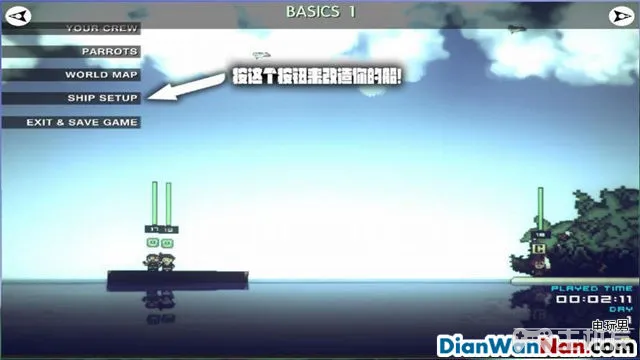 BASICS 1
YOUR CREW
PARROTS
WORLD MAP
SHIP SETUP
按这个按钮来改造你的船!
EXIT & SAVE GAME
PLAYED TIME
00:02:11
DAY
1
电玩男
DianWanNan.com